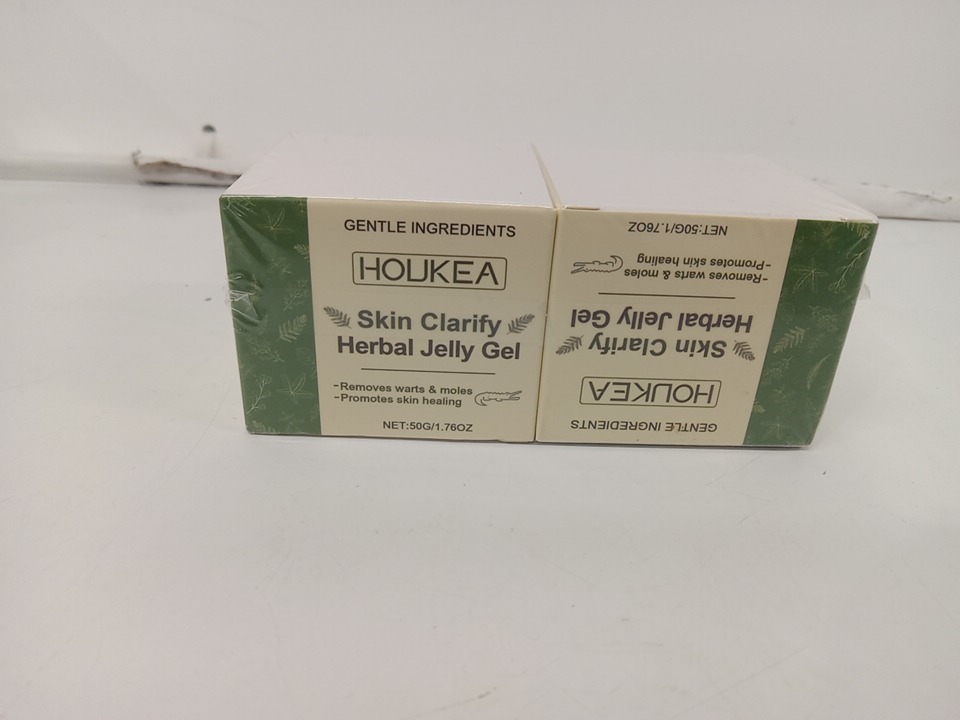 GENTLE INGREDIENTS
HOUKEA
Skin Clarify
Herbal Jelly Gel
-Removes warts & moles
-Promotes skin healing
NET:50G/1.76OZ
GENTLE INGREDIENTS
HOUKEA
Skin Clarify
Herbal Jelly Gel
-Removes warts & moles
-Promotes skin healing
NET:50G/1.76OZ